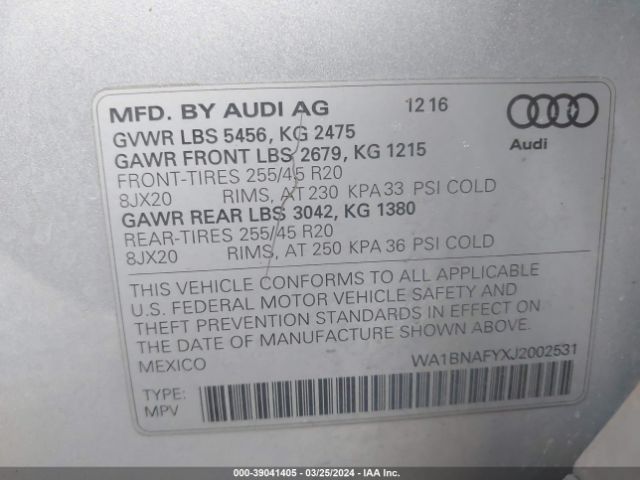 MFD. BY AUDI AG 12 16
Audi
GVWR LBS 5456, KG 2475
GAWR FRONT LBS 2679, KG 1215
FRONT-TIRES 255/45 R20
8JX20 RIMS, AT 230 KPA 33 PSI COLD
GAWR REAR LBS 3042, KG 1380
REAR-TIRES 255/45 R20
8JX20 RIMS, AT 250 KPA 36 PSI COLD
THIS VEHICLE CONFORMS TO ALL APPLICABLE
U.S. FEDERAL MOTOR VEHICLE SAFETY AND
THEFT PREVENTION STANDARDS IN EFFECT ON
THE DATE OF MANUFACTURE SHOWN ABOVE.
MEXICO WA1BNAFYXJ2002531
TYPE:
MPV
000-39041405 - 03/25/2024 - IAA Inc.